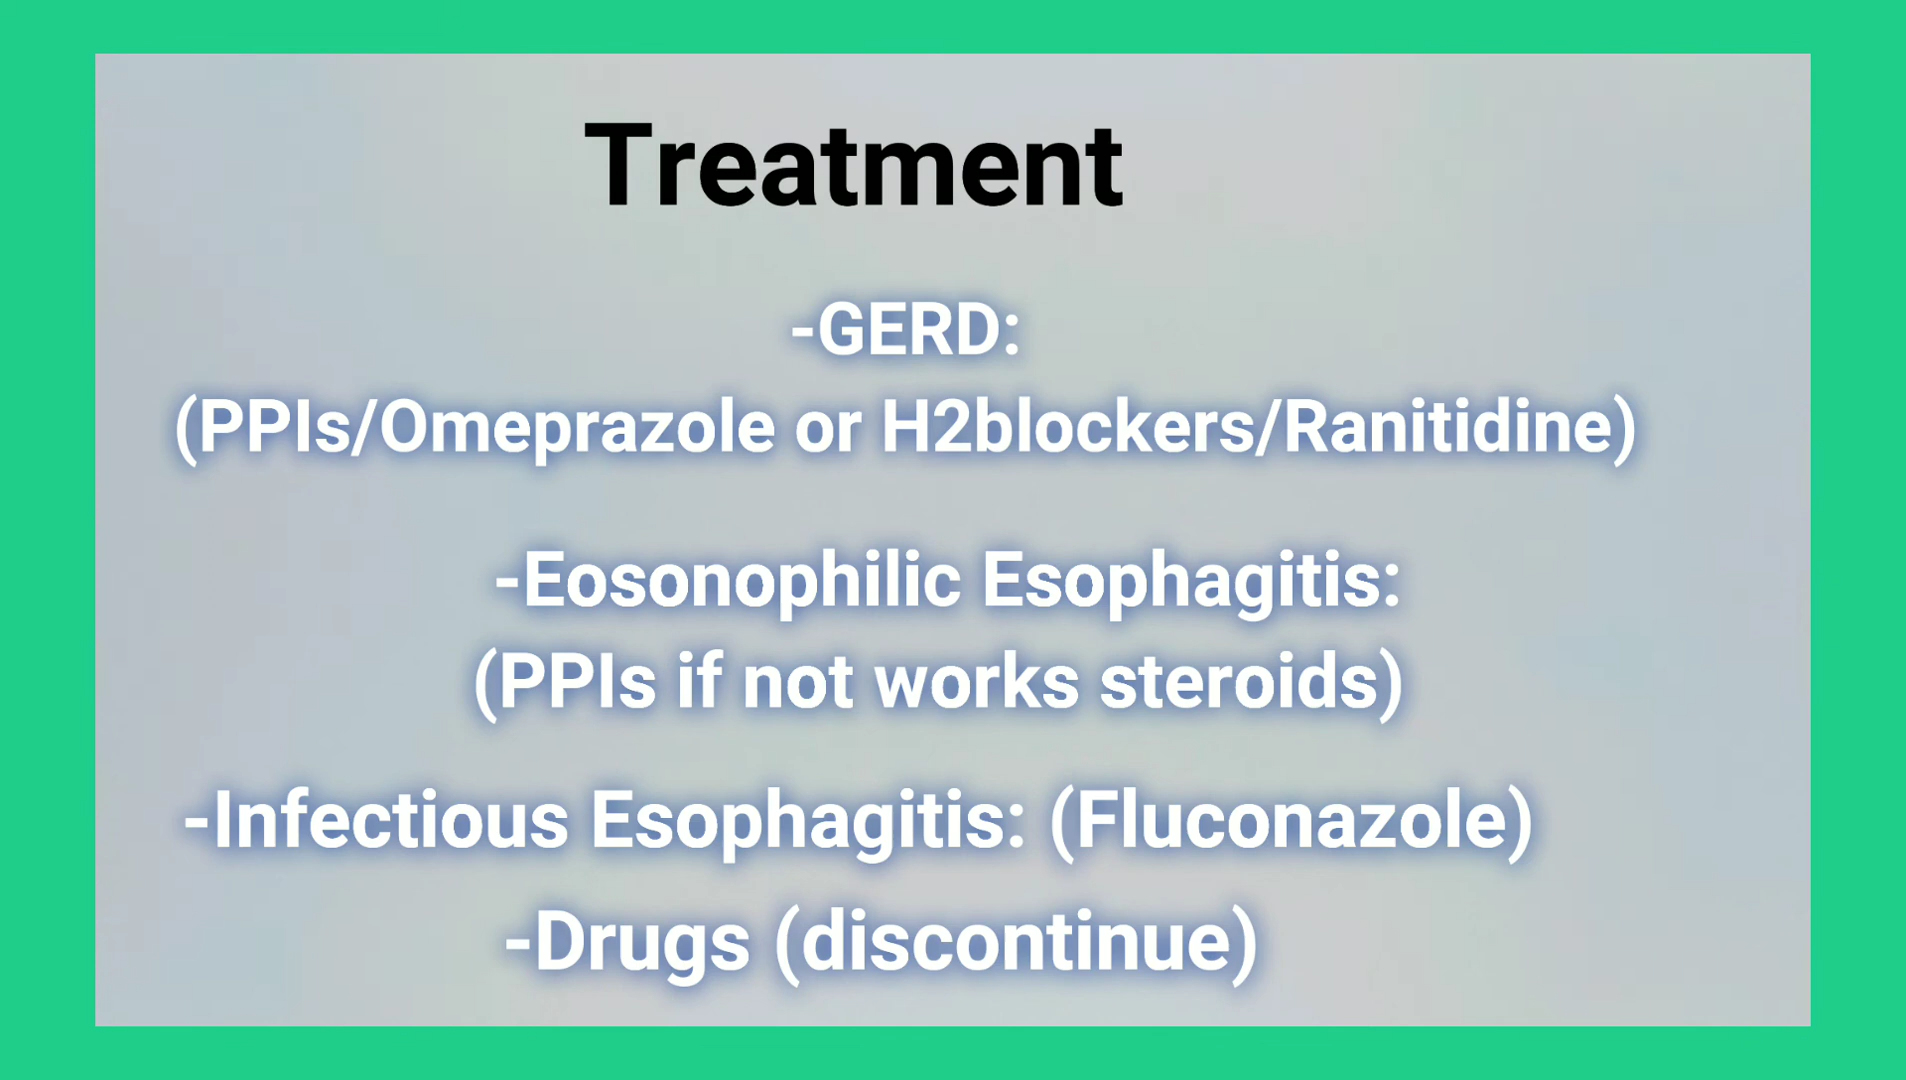 Treatment
-GERD:
(PPIs/Omeprazole or H2blockers/Ranitidine)
-Eosonophilic Esophagitis:
(PPIs if not works steroids)
-Infectious Esophagitis: (Fluconazole)
-Drugs (discontinue)